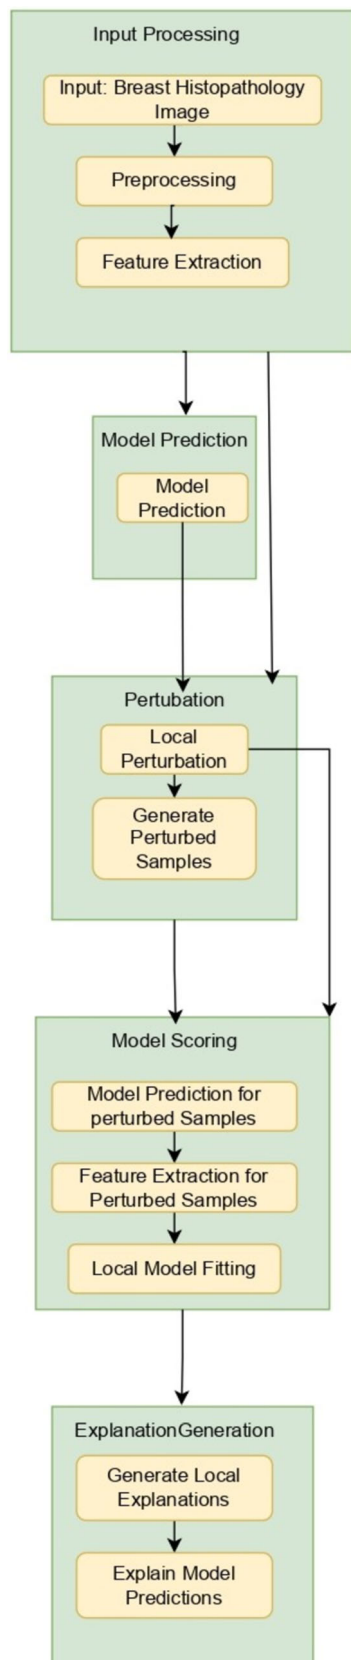 Input Processing
Input: Breast Histopathology
Image
Preprocessing
Feature Extraction
Model Prediction
Model
Prediction
Pertubation
Local
Perturbation
Generate
Perturbed
Samples
Model Scoring
Model Prediction for
perturbed Samples
Feature Extraction for
Perturbed Samples
Local Model Fitting
ExplanationGeneration
Generate Local
Explanations
Explain Model
Predictions